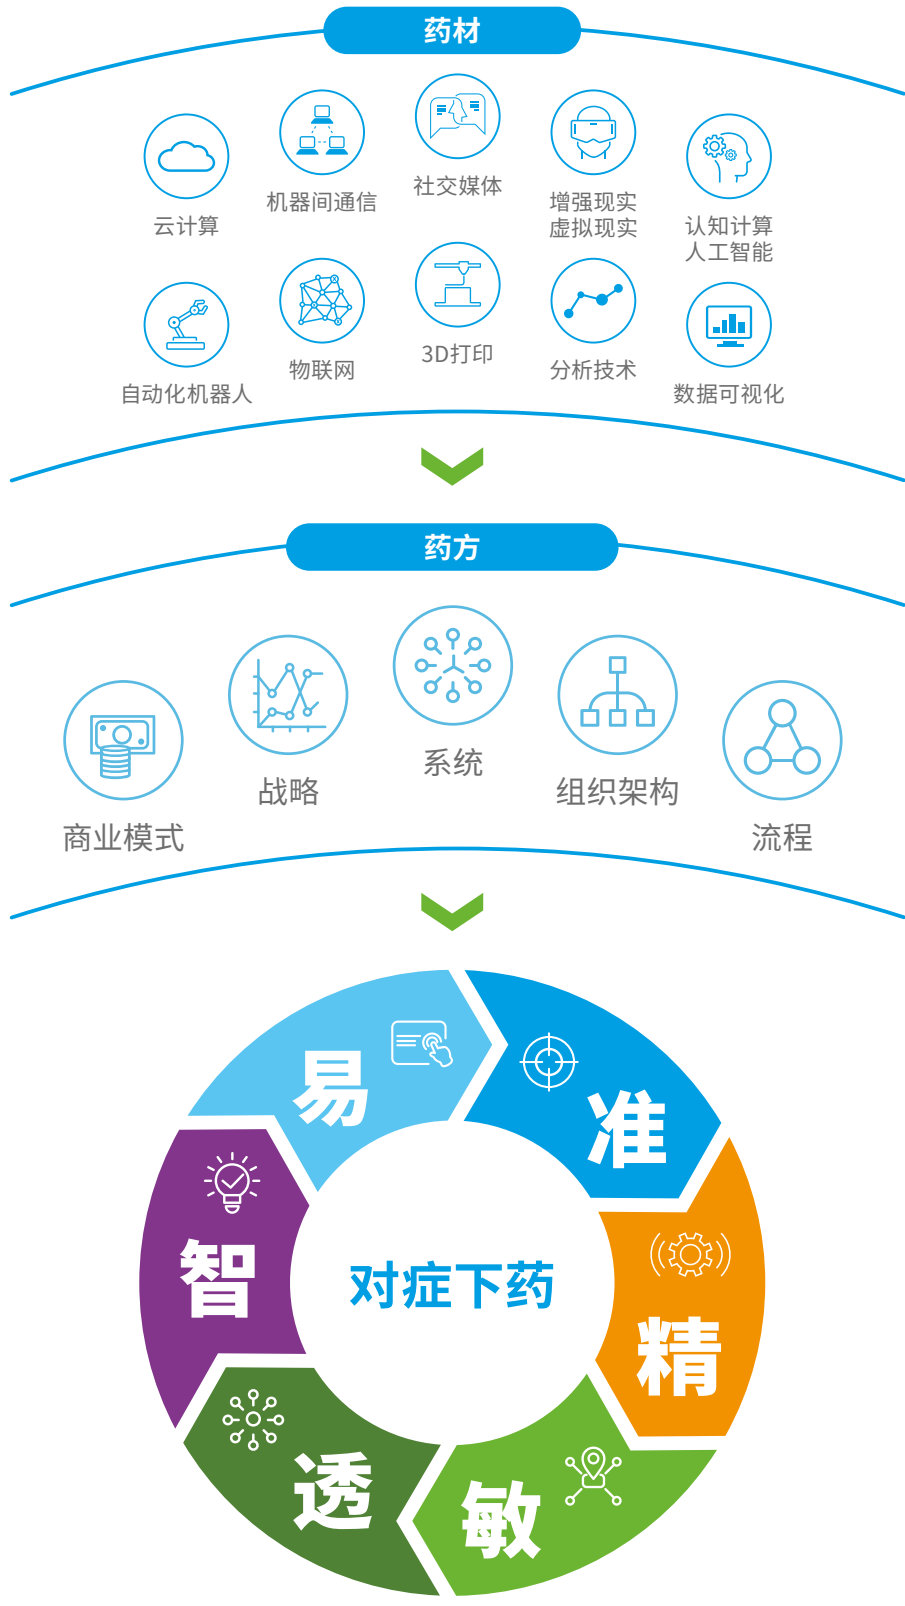 药材
云计算
机器间通信
社交媒体
增强现实
虚拟现实
认知计算
人工智能
自动化机器人
物联网
3D打印
分析技术
数据可视化
药方
商业模式
战略
系统
组织架构
流程
易
准
智
对症下药
精
透
敏